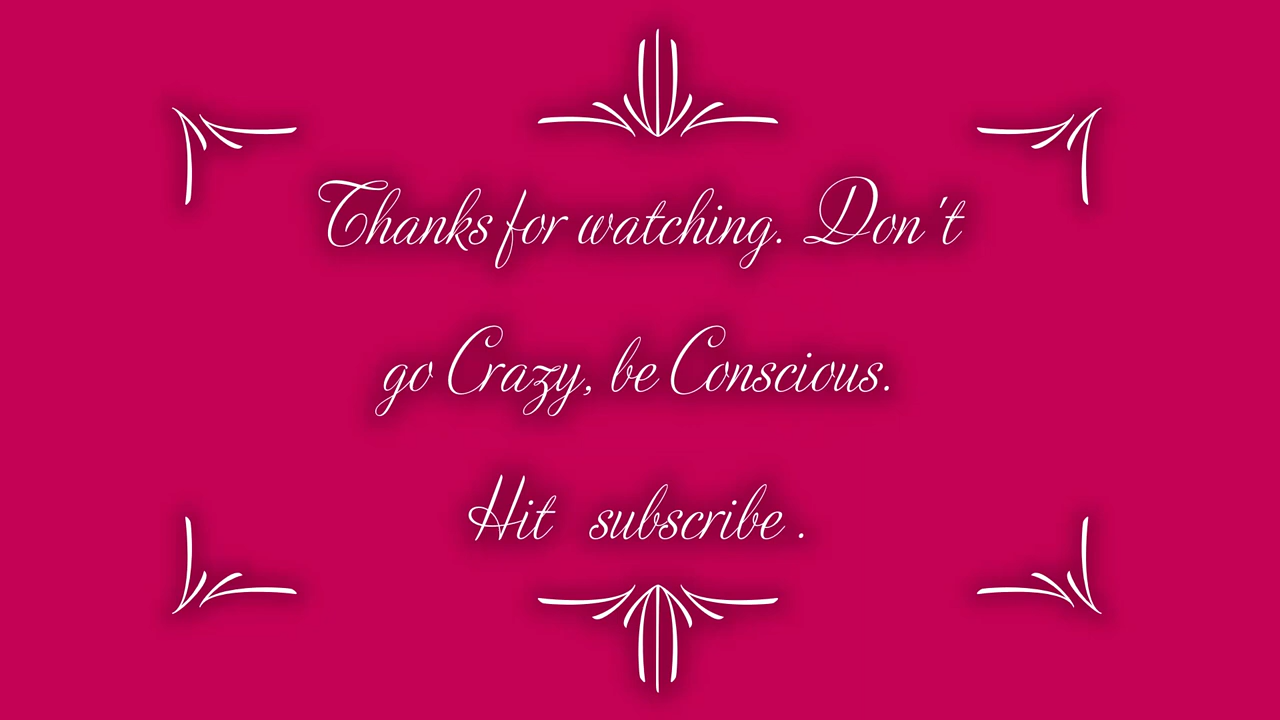 Thanks for watching. Don't
go Crazy, be Conscious.
Hit subscribe .